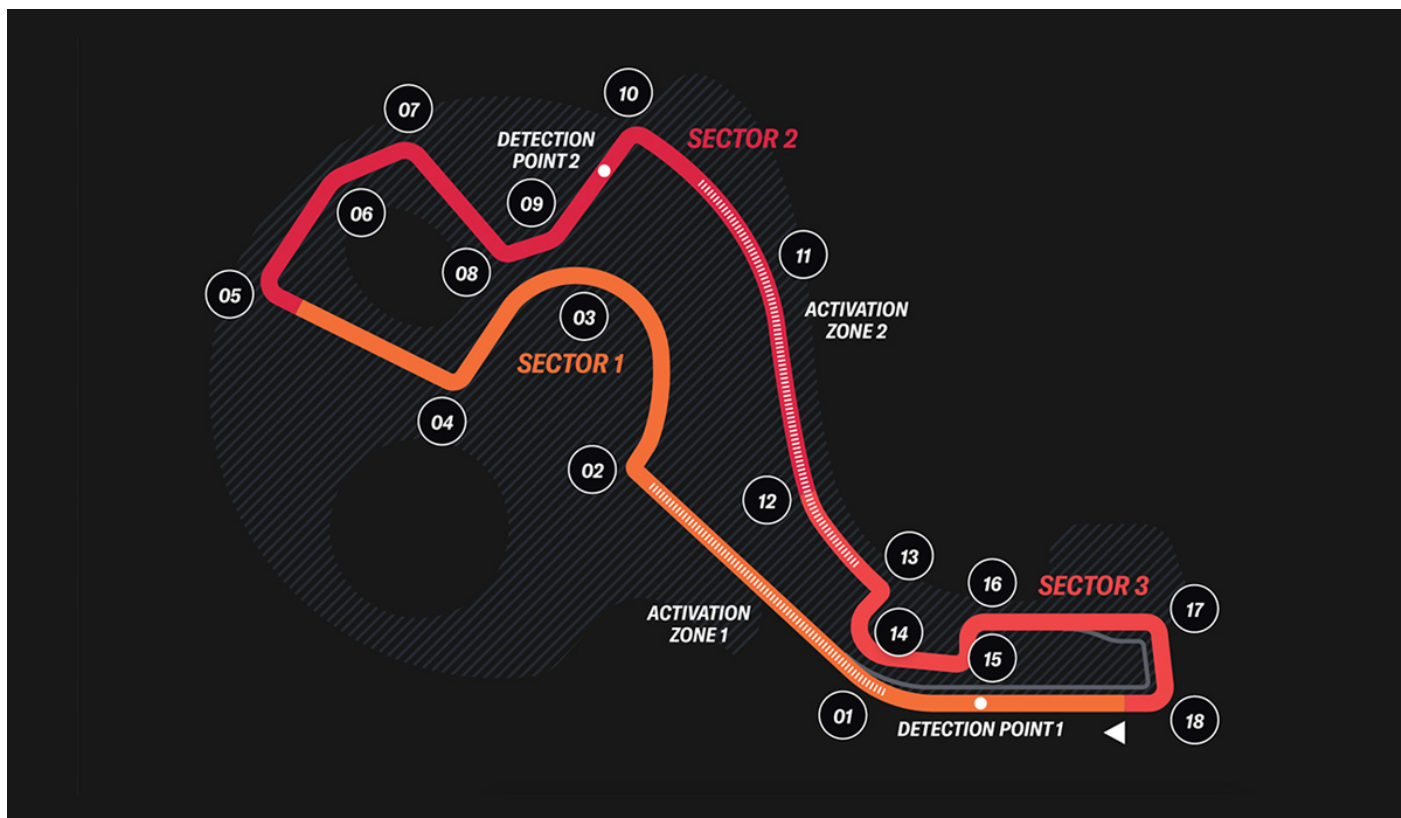 10
07
DETECTION
POINT 2
SECTOR 2
09
06
11
08
05
ACTIVATION
ZONE 2
03
SECTOR 1
04
02
12
13
16
SECTOR 3
17
ACTIVATION
ZONE 1
14
15
01
18
DETECTION POINT 1